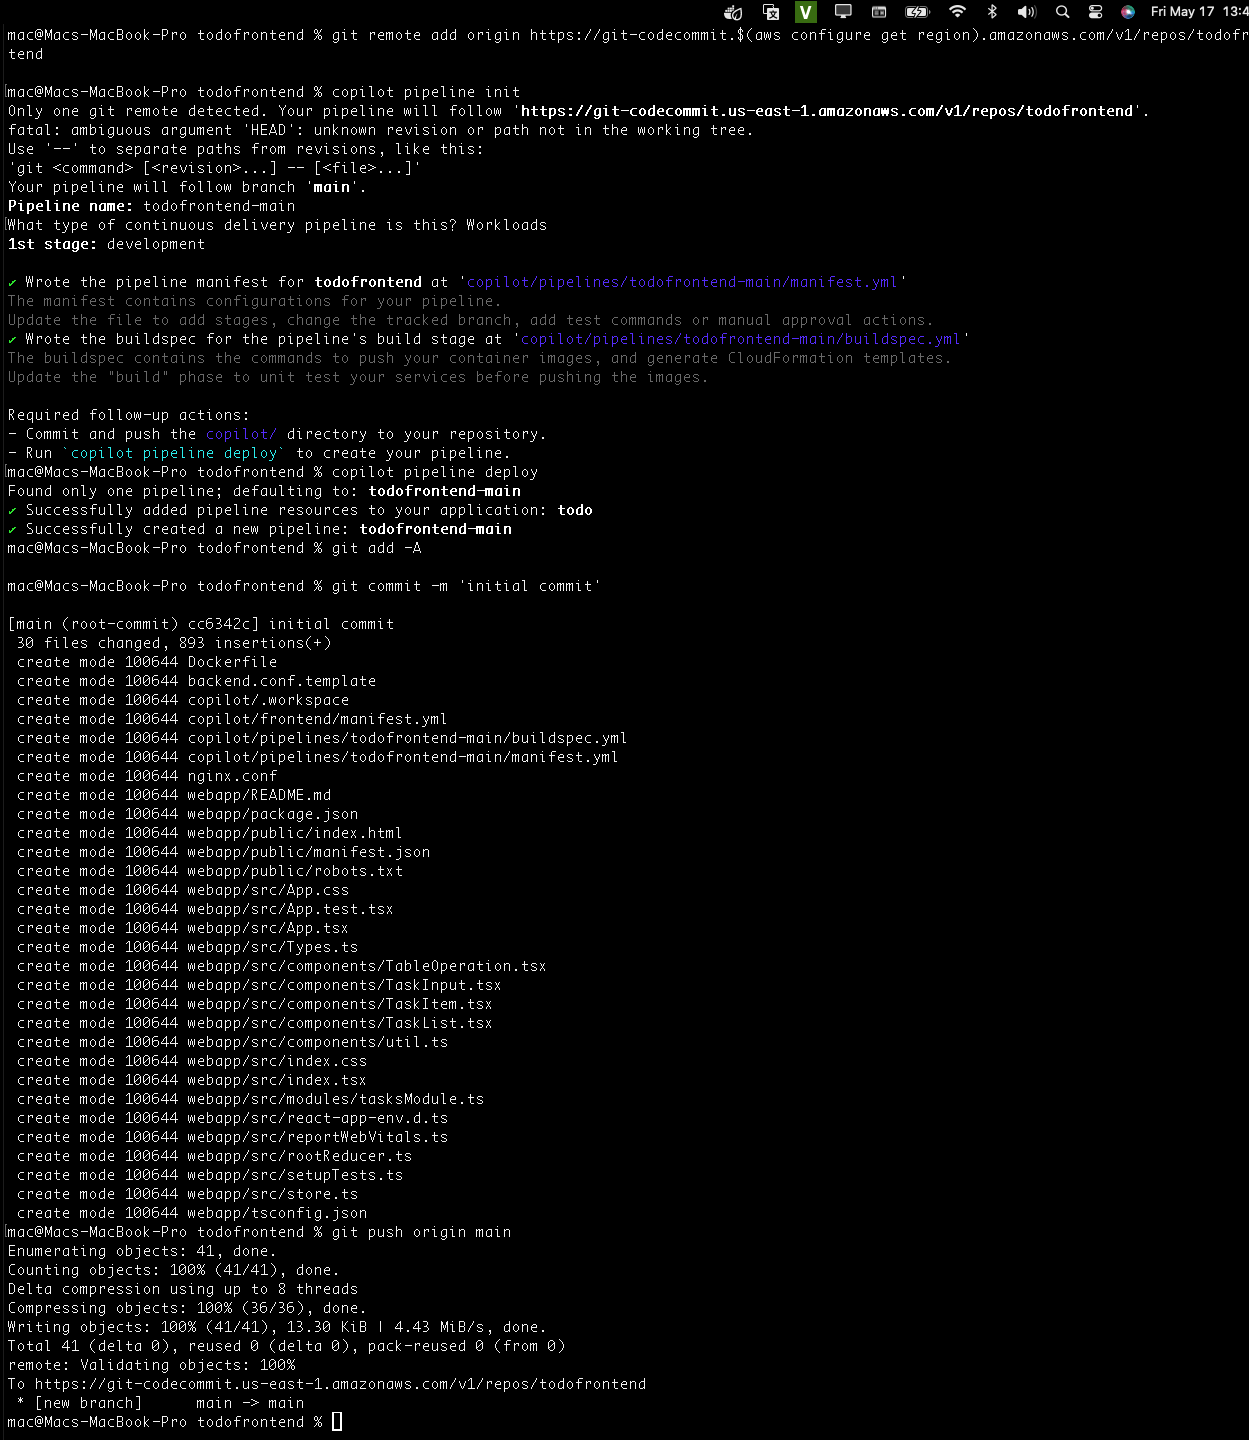 V Fri May 17 13:4
mac@Macs-MacBook-Pro todofrontend % git remote add origin https://git-codecommit.$(aws configure get region).amazonaws.com/v1/repos/todofr
tend
mac@Macs-MacBook-Pro todofrontend % copilot pipeline init
Only one git remote detected. Your pipeline will follow 'https://git-codecommit.us-east-1.amazonaws.com/v1/repos/todofrontend'.
fatal: ambiguous argument 'HEAD': unknown revision or path not in the working tree.
Use '--' to separate paths from revisions, like this:
'git <command> [<revision>...] -- [<file>...]'
Your pipeline will follow branch 'main'.
Pipeline name: todofrontend-main
What type of continuous delivery pipeline is this? Workloads
1st stage: development
✔ Wrote the pipeline manifest for todofrontend at 'copilot/pipelines/todofrontend-main/manifest.yml'
The manifest contains configurations for your pipeline.
Update the file to add stages, change the tracked branch, add test commands or manual approval actions.
✔ Wrote the buildspec for the pipeline's build stage at 'copilot/pipelines/todofrontend-main/buildspec.yml'
The buildspec contains the commands to push your container images, and generate CloudFormation templates.
Update the "build" phase to unit test your services before pushing the images.
Required follow-up actions:
- Commit and push the copilot/ directory to your repository.
- Run `copilot pipeline deploy` to create your pipeline.
mac@Macs-MacBook-Pro todofrontend % copilot pipeline deploy
Found only one pipeline; defaulting to: todofrontend-main
✔ Successfully added pipeline resources to your application: todo
✔ Successfully created a new pipeline: todofrontend-main
mac@Macs-MacBook-Pro todofrontend % git add -A
mac@Macs-MacBook-Pro todofrontend % git commit -m 'initial commit'
[main (root-commit) cc6342c] initial commit
30 files changed, 893 insertions(+)
create mode 100644 Dockerfile
create mode 100644 backend.conf.template
create mode 100644 copilot/.workspace
create mode 100644 copilot/frontend/manifest.yml
create mode 100644 copilot/pipelines/todofrontend-main/buildspec.yml
create mode 100644 copilot/pipelines/todofrontend-main/manifest.yml
create mode 100644 nginx.conf
create mode 100644 webapp/README.md
create mode 100644 webapp/package.json
create mode 100644 webapp/public/index.html
create mode 100644 webapp/public/manifest.json
create mode 100644 webapp/public/robots.txt
create mode 100644 webapp/src/App.css
create mode 100644 webapp/src/App.test.tsx
create mode 100644 webapp/src/App.tsx
create mode 100644 webapp/src/Types.ts
create mode 100644 webapp/src/components/TableOperation.tsx
create mode 100644 webapp/src/components/TaskInput.tsx
create mode 100644 webapp/src/components/TaskItem.tsx
create mode 100644 webapp/src/components/TaskList.tsx
create mode 100644 webapp/src/components/util.ts
create mode 100644 webapp/src/index.css
create mode 100644 webapp/src/index.tsx
create mode 100644 webapp/src/modules/tasksModule.ts
create mode 100644 webapp/src/react-app-env.d.ts
create mode 100644 webapp/src/reportWebVitals.ts
create mode 100644 webapp/src/rootReducer.ts
create mode 100644 webapp/src/setupTests.ts
create mode 100644 webapp/src/store.ts
create mode 100644 webapp/tsconfig.json
mac@Macs-MacBook-Pro todofrontend % git push origin main
Enumerating objects: 41, done.
Counting objects: 100% (41/41), done.
Delta compression using up to 8 threads
Compressing objects: 100% (36/36), done.
Writing objects: 100% (41/41), 13.30 KiB | 4.43 MiB/s, done.
Total 41 (delta 0), reused 0 (delta 0), pack-reused 0 (from 0)
remote: Validating objects: 100%
To https://git-codecommit.us-east-1.amazonaws.com/v1/repos/todofrontend
* [new branch] main -> main
mac@Macs-MacBook-Pro todofrontend %